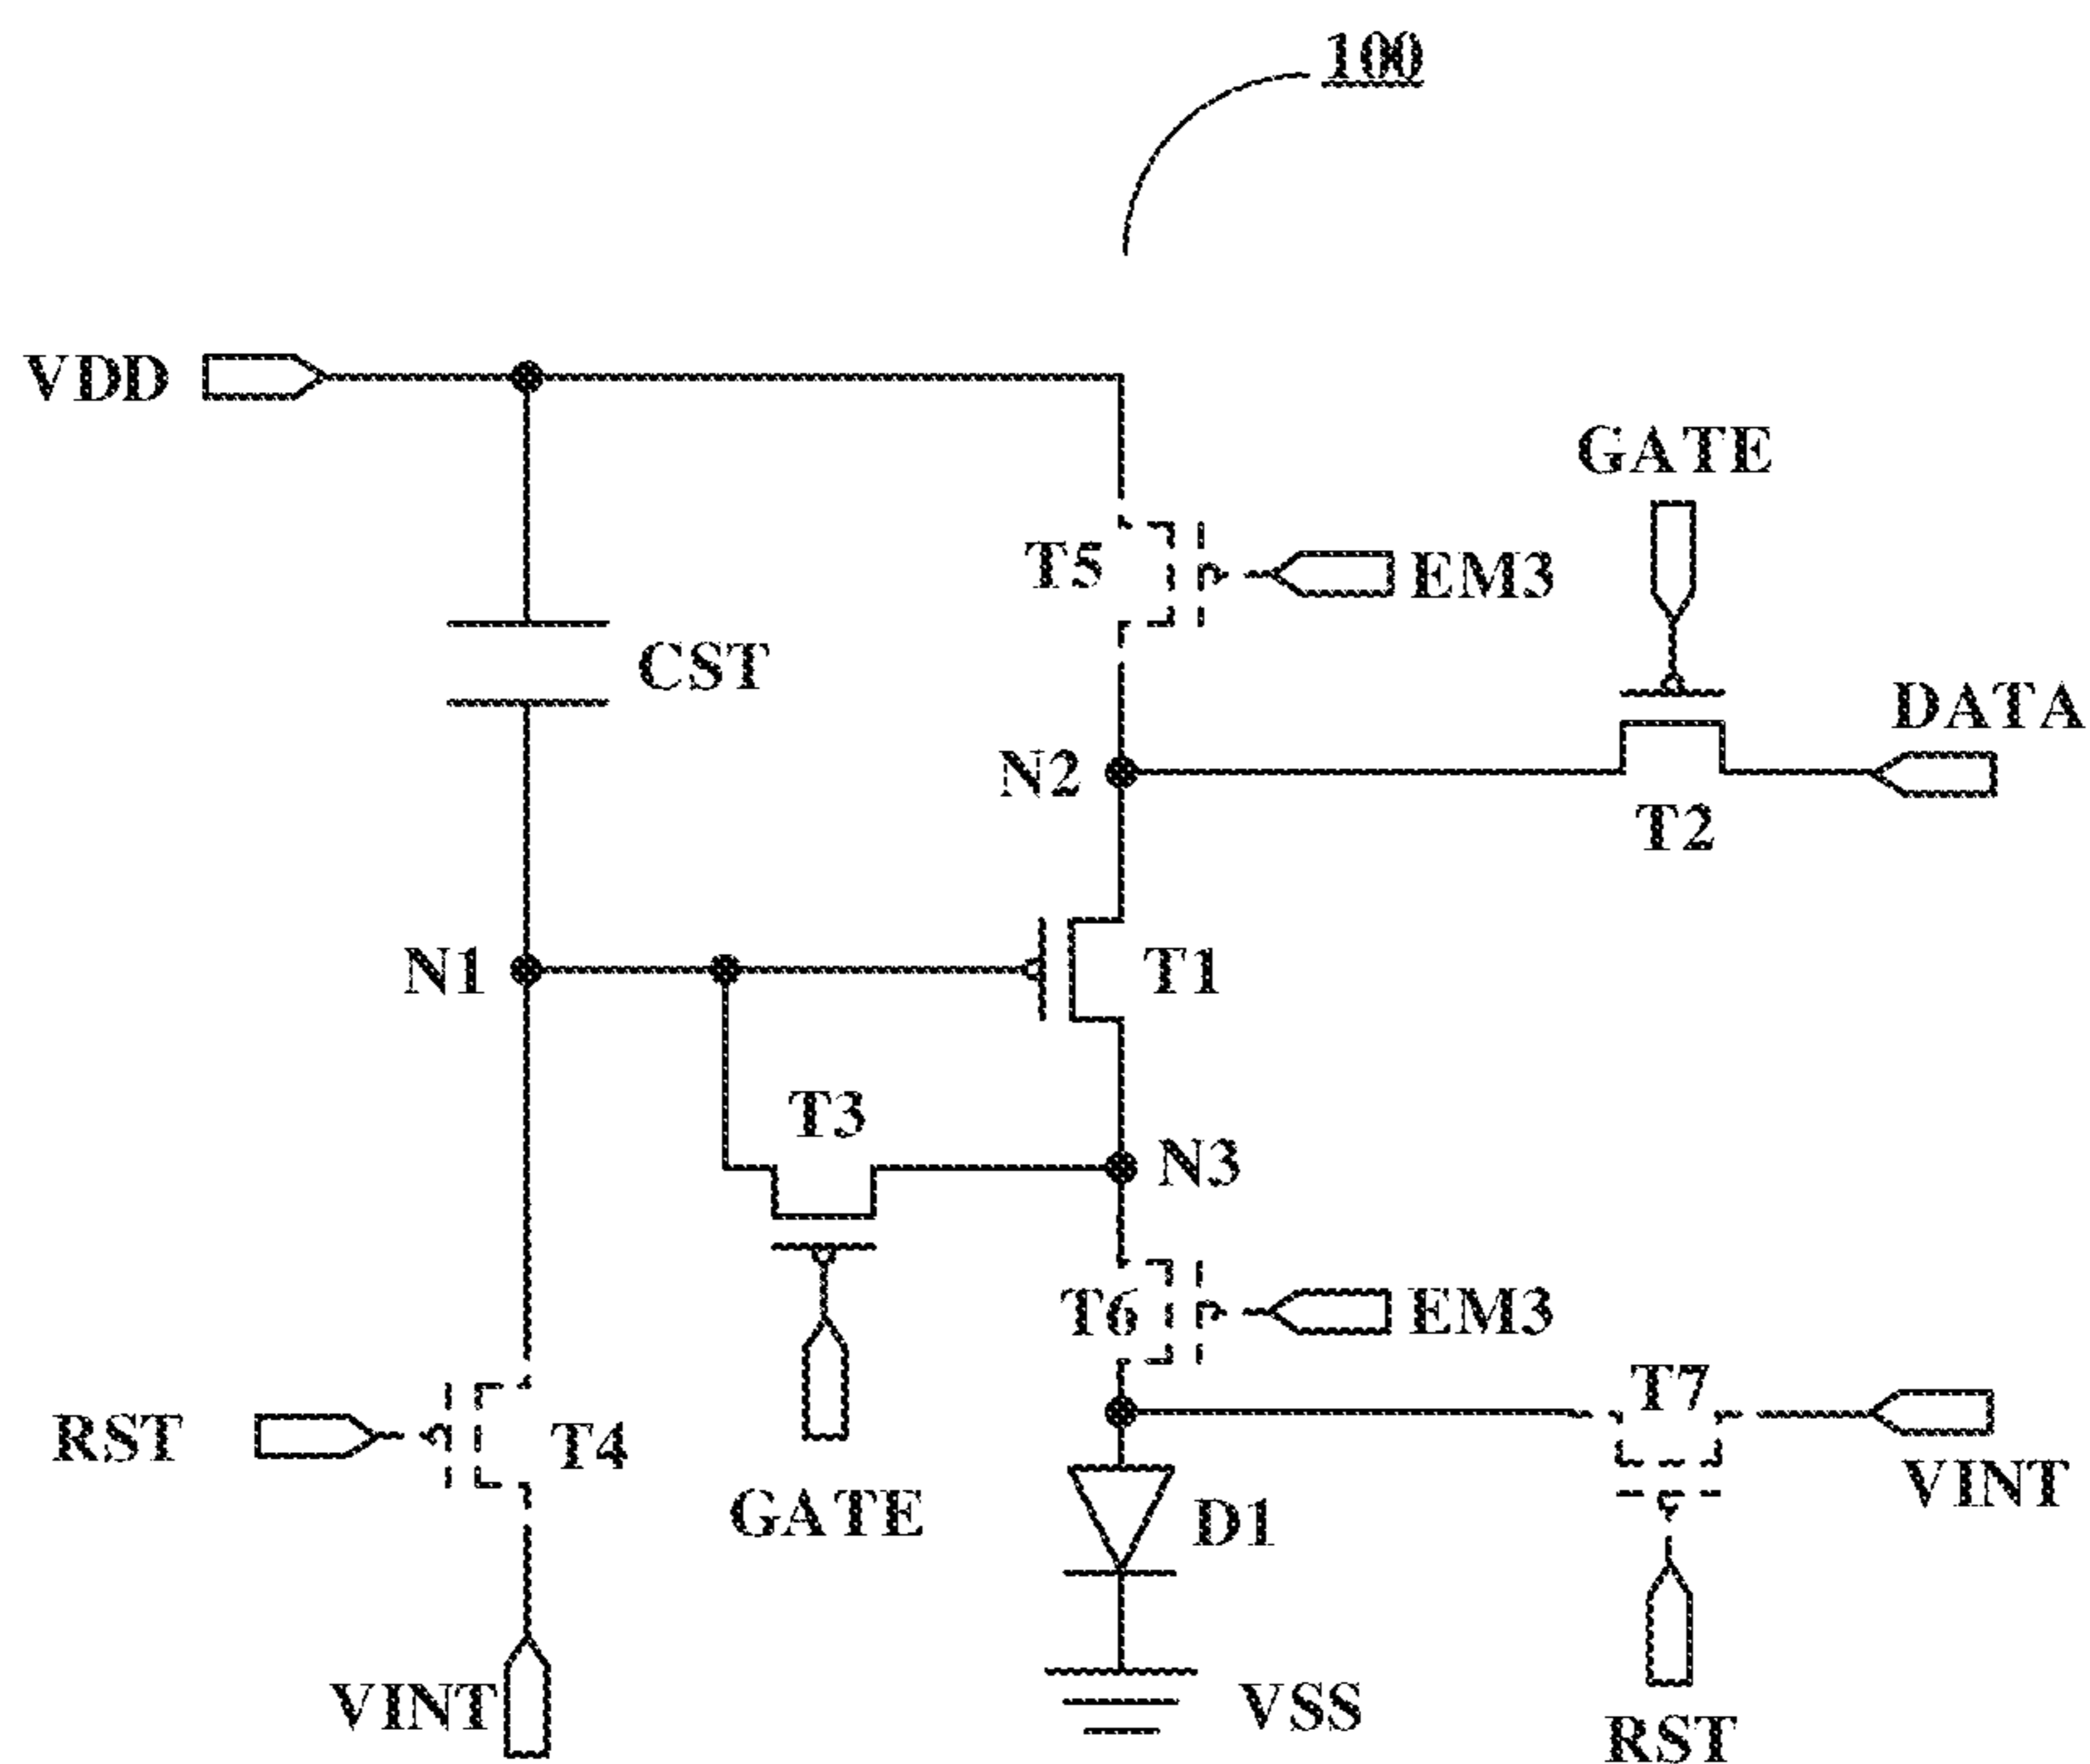 100
VDD
GATE
T5
EM3
CST
DATA
N2
T2
N1
T1
T3
N3
T6
EM3
T7
RST
T4
VINT
GATE
D1
VINT
VSS
RST